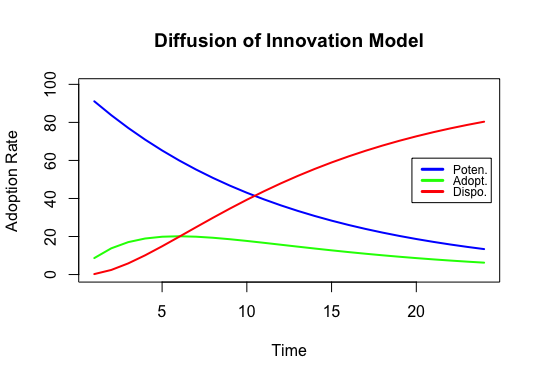 Diffusion of Innovation Model
Adoption Rate
100
80
60
40
20
0
Poten.
Adopt.
Dispo.
5 10 15 20
Time